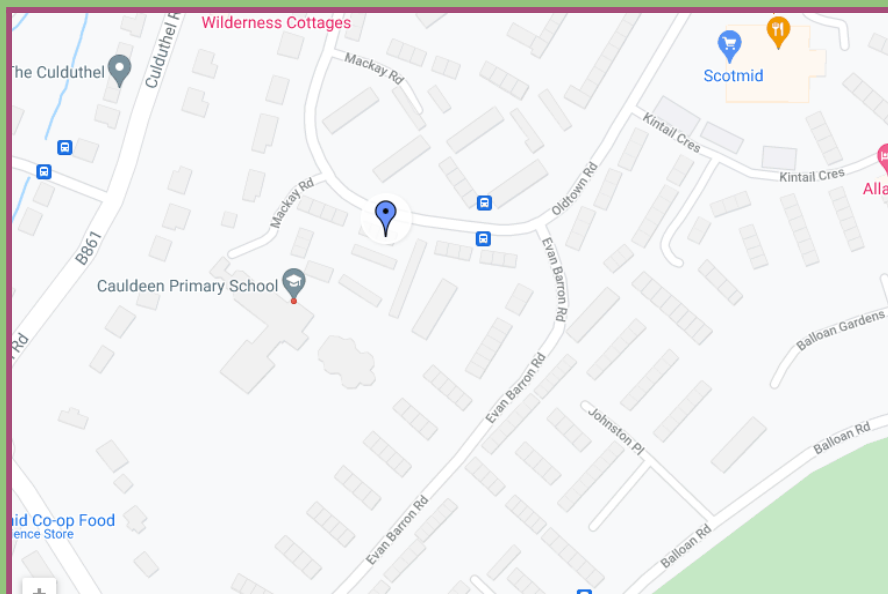 Wilderness Cottages
Culduthel R
The Culduthel
Mackay Rd
Scotmid
Kintail Cres
Kintail Cres
Alla
Oldtown Rd
Mackay Rd
B861
Evan Barron Rd
Cauldeen Primary School
Rd
Balloan Gardens
Evan Barron Rd
Johnston Pl
Balloan Rd
id Co-op Food
ience Store
Evan Barron Rd
Balloan Rd
+